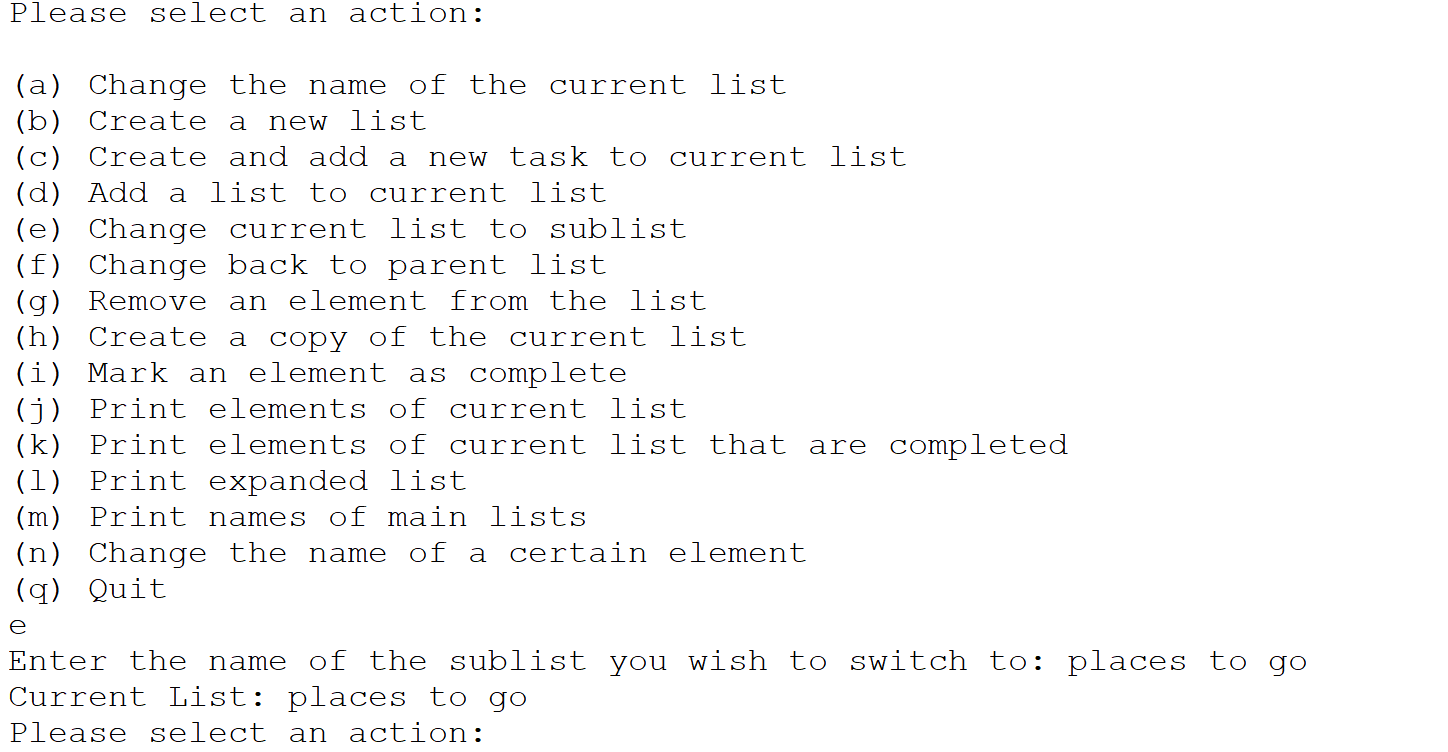 Please select an action:
(a) Change the name of the current list
(b) Create a new list
(c) Create and add a new task to current list
(d) Add a list to current list
(e) Change current list to sublist
(f) Change back to parent list
(g) Remove an element from the list
(h) Create a copy of the current list
(i) Mark an element as complete
(j) Print elements of current list
(k) Print elements of current list that are completed
(l) Print expanded list
(m) Print names of main lists
(n) Change the name of a certain element
(q) Quit
e
Enter the name of the sublist you wish to switch to: places to go
Current List: places to go
Please select an action: